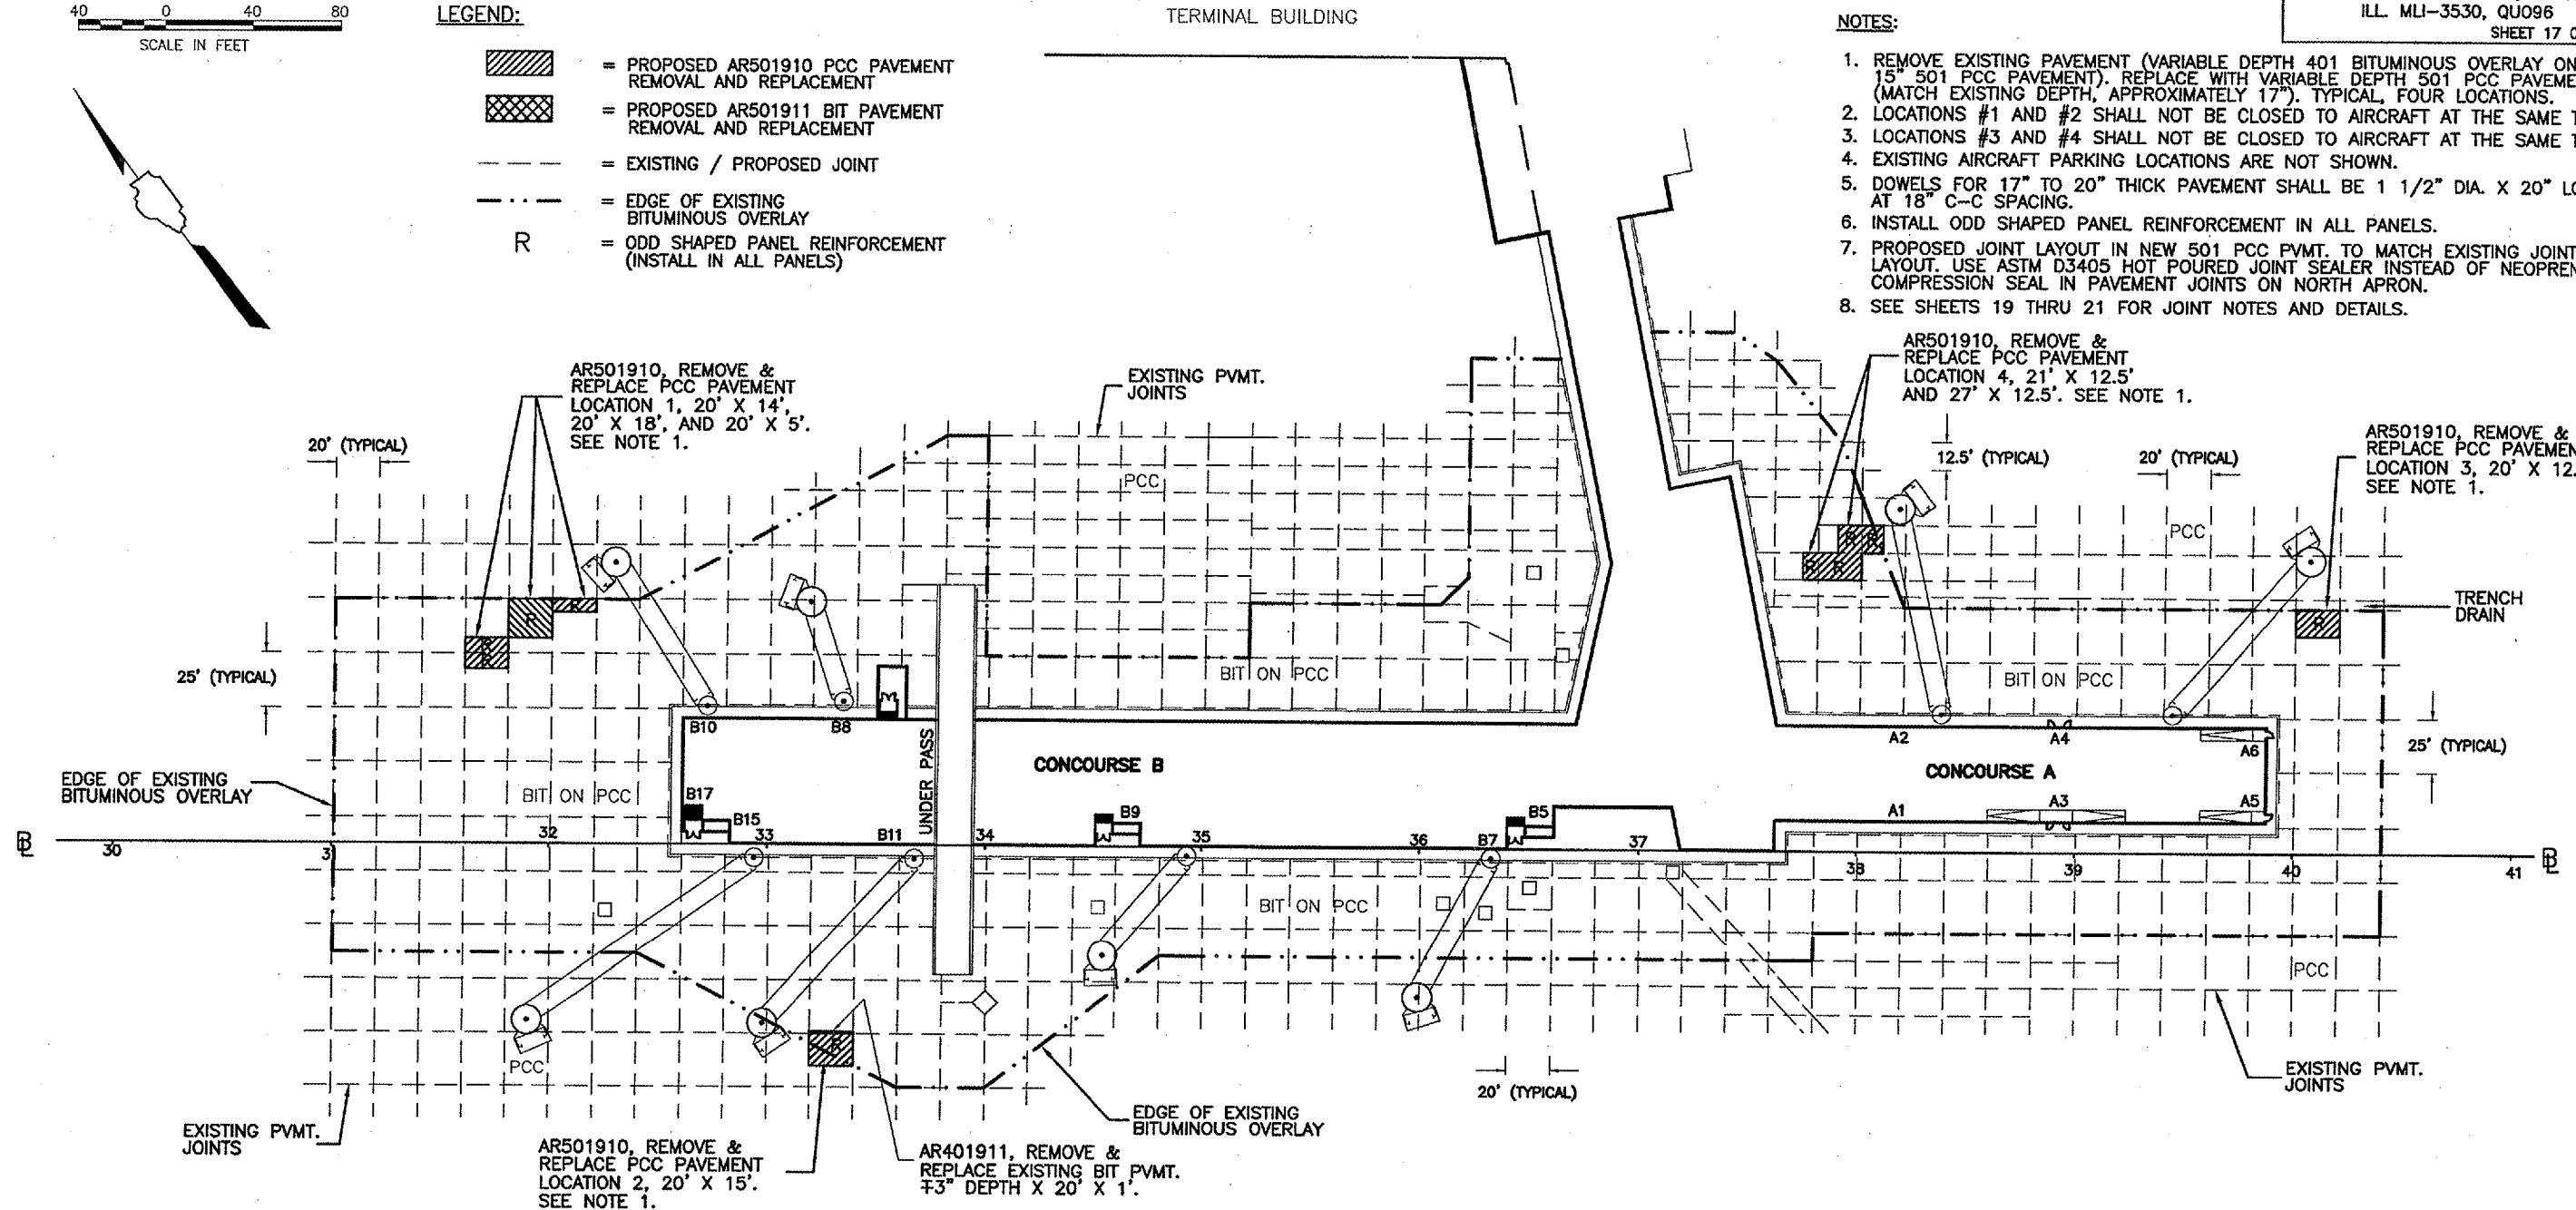 40 0 40 80
SCALE IN FEET
LEGEND:
= PROPOSED AR501910 PCC PAVEMENT
REMOVAL AND REPLACEMENT
= PROPOSED AR501911 BIT PAVEMENT
REMOVAL AND REPLACEMENT
= EXISTING / PROPOSED JOINT
= EDGE OF EXISTING
BITUMINOUS OVERLAY
R = ODD SHAPED PANEL REINFORCEMENT
(INSTALL IN ALL PANELS)
TERMINAL BUILDING
ILL. MLI-3530, QU096
SHEET 17
NOTES:
1. REMOVE EXISTING PAVEMENT (VARIABLE DEPTH 401 BITUMINOUS OVERLAY ON
15" 501 PCC PAVEMENT). REPLACE WITH VARIABLE DEPTH 501 PCC
(MATCH EXISTING DEPTH, APPROXIMATELY 17"). TYPICAL, FOUR LOCATIONS.
2. LOCATIONS #1 AND #2 SHALL NOT BE CLOSED TO AIRCRAFT AT THE SAME
3. LOCATIONS #3 AND #4 SHALL NOT BE CLOSED TO AIRCRAFT AT THE SAME
4. EXISTING AIRCRAFT PARKING LOCATIONS ARE NOT SHOWN.
5. DOWELS FOR 17" TO 20" THICK PAVEMENT SHALL BE 1 1/2" DIA. X 20"
AT 18" C-C SPACING.
6. INSTALL ODD SHAPED PANEL REINFORCEMENT IN ALL PANELS.
7. PROPOSED JOINT LAYOUT IN NEW 501 PCC PVMT. TO MATCH EXISTING JOINT
LAYOUT. USE ASTM D3405 HOT POURED JOINT SEALER INSTEAD OF
COMPRESSION SEAL IN PAVEMENT JOINTS ON NORTH APRON.
8. SEE SHEETS 19 THRU 21 FOR JOINT NOTES AND DETAILS.
AR501910, REMOVE &
REPLACE PCC PAVEMENT
LOCATION 1, 20' X 14',
20' X 18', AND 20' X 5'.
SEE NOTE 1.
EXISTING PVMT.
JOINTS
AR501910, REMOVE &
REPLACE PCC PAVEMENT
LOCATION 4, 21' X 12.5'
AND 27' X 12.5'. SEE NOTE 1.
AR501910, REMOVE &
REPLACE PCC
LOCATION 3, 20' X
SEE NOTE 1.
20' (TYPICAL)
12.5' (TYPICAL)
20' (TYPICAL)
PCC
PCC
R R
R R
R
R
R
R
TRENCH
DRAIN
25' (TYPICAL)
BIT ON PCC
BIT ON PCC
B10
B8
UNDER PASS
A2
A4
A6
25' (TYPICAL)
CONCOURSE B
CONCOURSE A
EDGE OF EXISTING
BITUMINOUS OVERLAY
BIT ON PCC
B17
B15
B11
B9
B5
B7
A1
A3
A5
30 32 33 34 35 36 37 38 39 40 41
BIT ON PCC
PCC
PCC
R
20' (TYPICAL)
EXISTING PVMT.
JOINTS
EXISTING PVMT.
JOINTS
EDGE OF EXISTING
BITUMINOUS OVERLAY
AR501910, REMOVE &
REPLACE PCC PAVEMENT
LOCATION 2, 20' X 15'.
SEE NOTE 1.
AR401911, REMOVE &
REPLACE EXISTING BIT PVMT.
3" DEPTH X 20' X 1'.